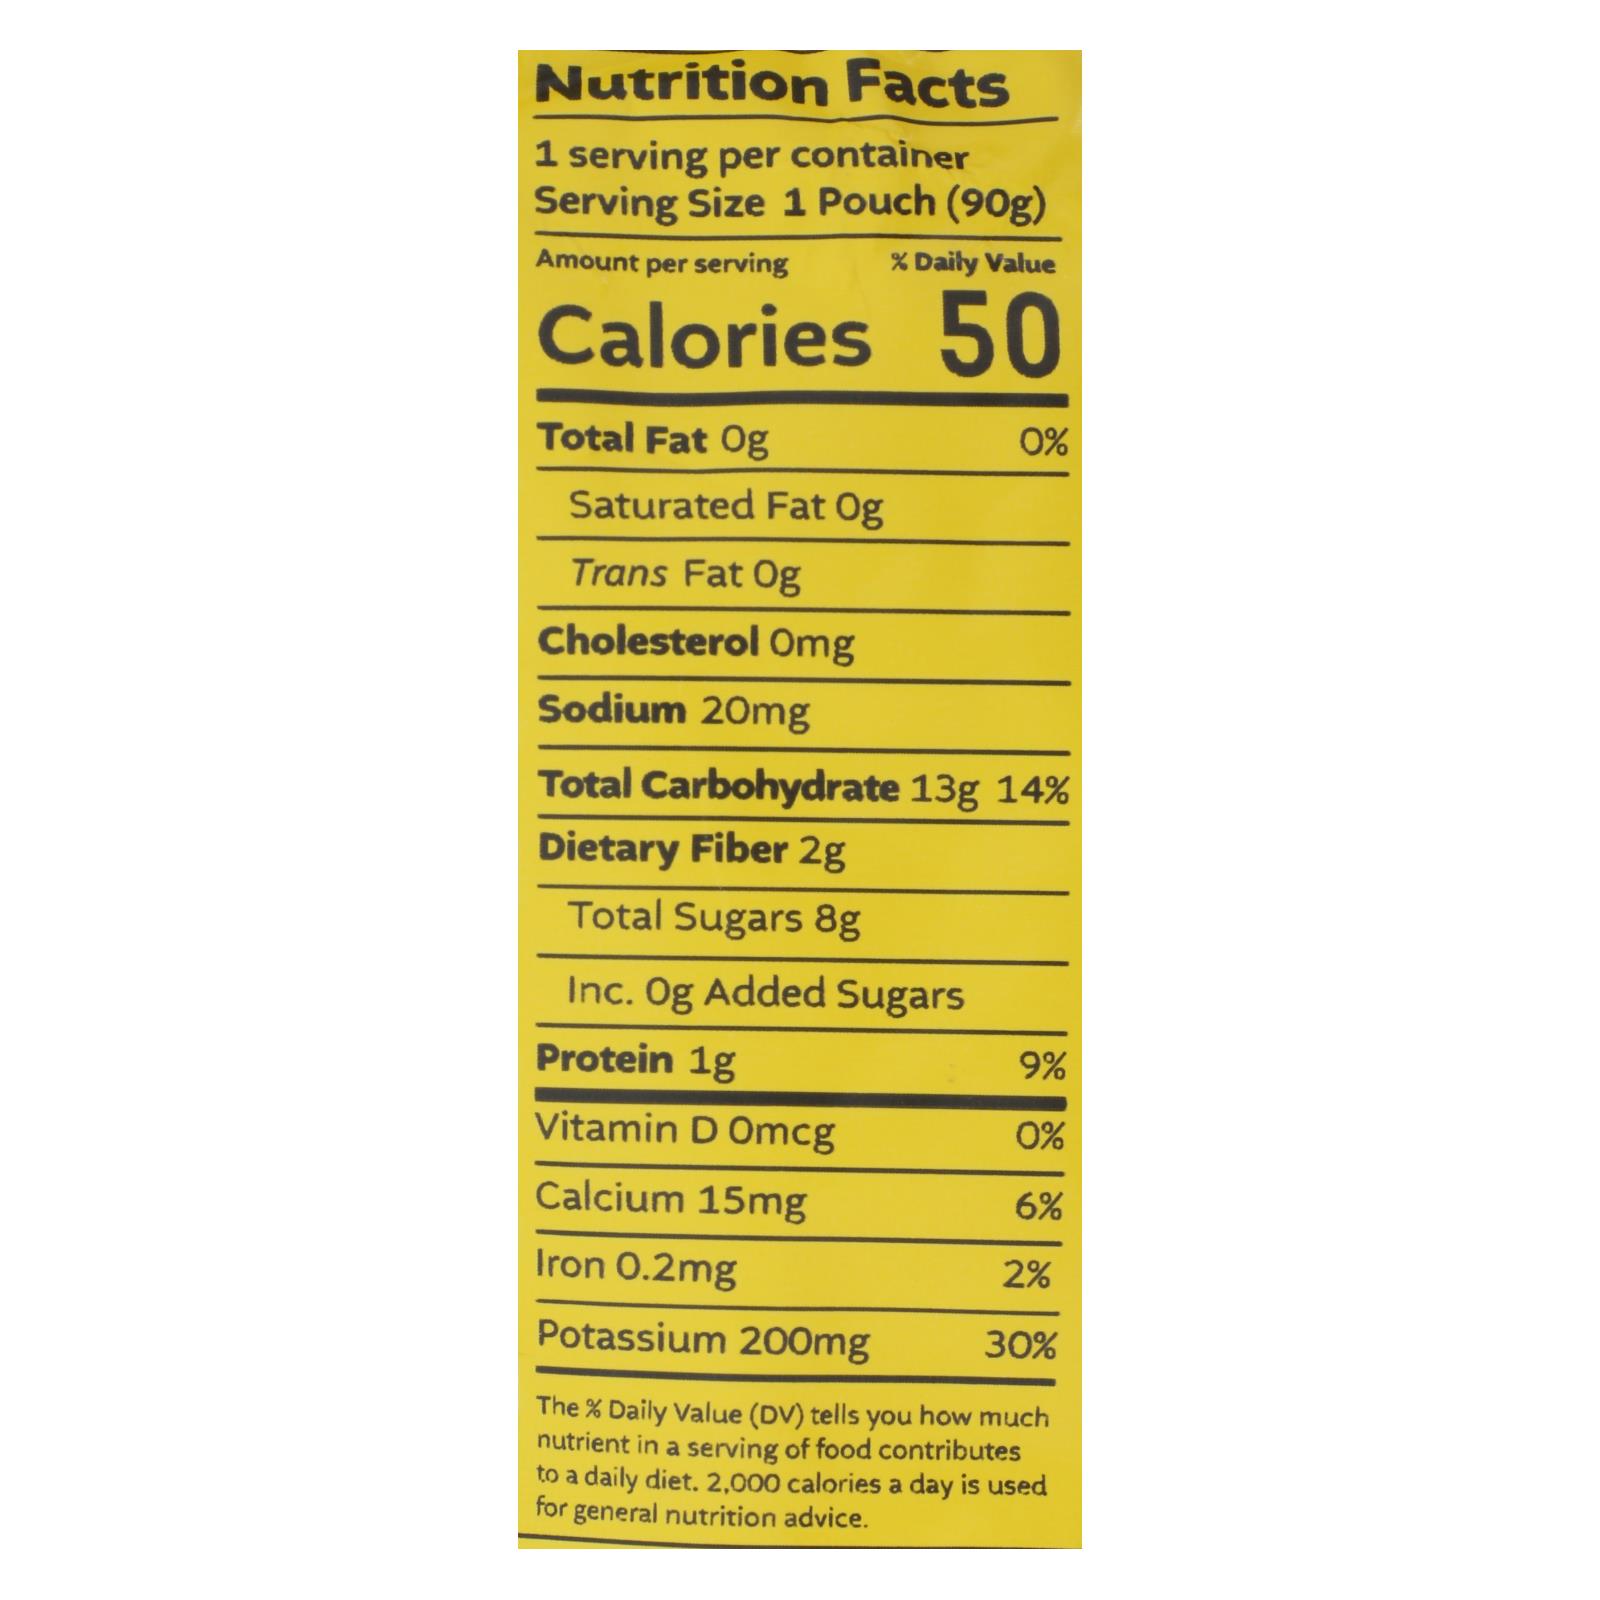 Nutrition Facts
1 serving per container
Serving Size 1 Pouch (90g)
Amount per serving % Daily Value
Calories 50
Total Fat 0g 0%
Saturated Fat 0g
Trans Fat 0g
Cholesterol 0mg
Sodium 20mg
Total Carbohydrate 13g 14%
Dietary Fiber 2g
Total Sugars 8g
Inc. 0g Added Sugars
Protein 1g 9%
Vitamin D 0mcg 0%
Calcium 15mg 6%
Iron 0.2mg 2%
Potassium 200mg 30%
The % Daily Value (DV) tells you how much
nutrient in a serving of food contributes
to a daily diet. 2,000 calories a day is used
for general nutrition advice.